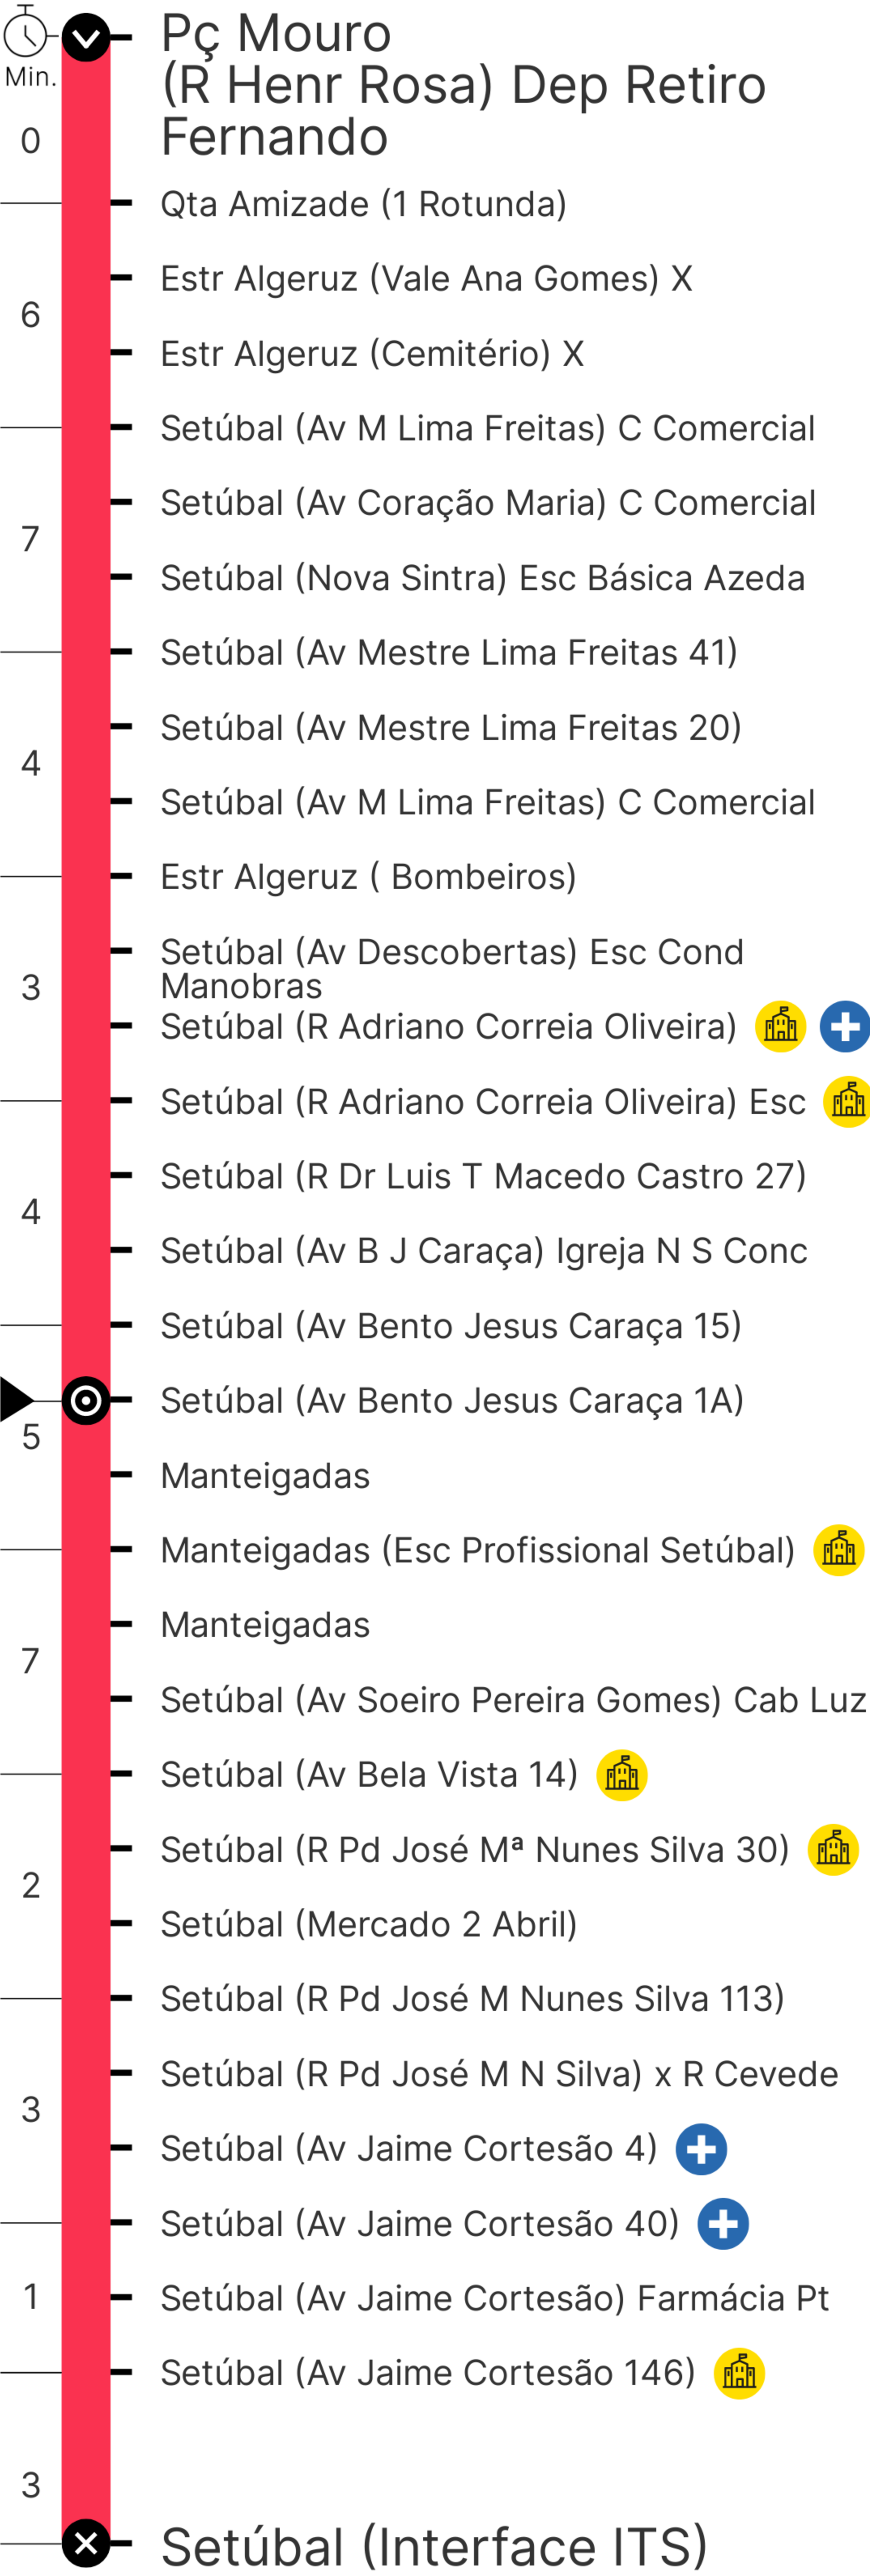 Min.
Pç Mouro
(R Henr Rosa) Dep Retiro
Fernando
0
Qta Amizade (1 Rotunda)
Estr Algeruz (Vale Ana Gomes) X
6
Estr Algeruz (Cemitério) X
Setúbal (Av M Lima Freitas) C Comercial
Setúbal (Av Coração Maria) C Comercial
7
Setúbal (Nova Sintra) Esc Básica Azeda
Setúbal (Av Mestre Lima Freitas 41)
Setúbal (Av Mestre Lima Freitas 20)
4
Setúbal (Av M Lima Freitas) C Comercial
Estr Algeruz ( Bombeiros)
Setúbal (Av Descobertas) Esc Cond
Manobras
3
Setúbal (R Adriano Correia Oliveira)
Setúbal (R Adriano Correia Oliveira) Esc
Setúbal (R Dr Luis T Macedo Castro 27)
4
Setúbal (Av B J Caraça) Igreja N S Conc
Setúbal (Av Bento Jesus Caraça 15)
Setúbal (Av Bento Jesus Caraça 1A)
5
Manteigadas
Manteigadas (Esc Profissional Setúbal)
Manteigadas
7
Setúbal (Av Soeiro Pereira Gomes) Cab Luz
Setúbal (Av Bela Vista 14)
Setúbal (R Pd José Mª Nunes Silva 30)
2
Setúbal (Mercado 2 Abril)
Setúbal (R Pd José M Nunes Silva 113)
Setúbal (R Pd José M N Silva) x R Cevede
3
Setúbal (Av Jaime Cortesão 4)
Setúbal (Av Jaime Cortesão 40)
1
Setúbal (Av Jaime Cortesão) Farmácia Pt
Setúbal (Av Jaime Cortesão 146)
3
Setúbal (Interface ITS)